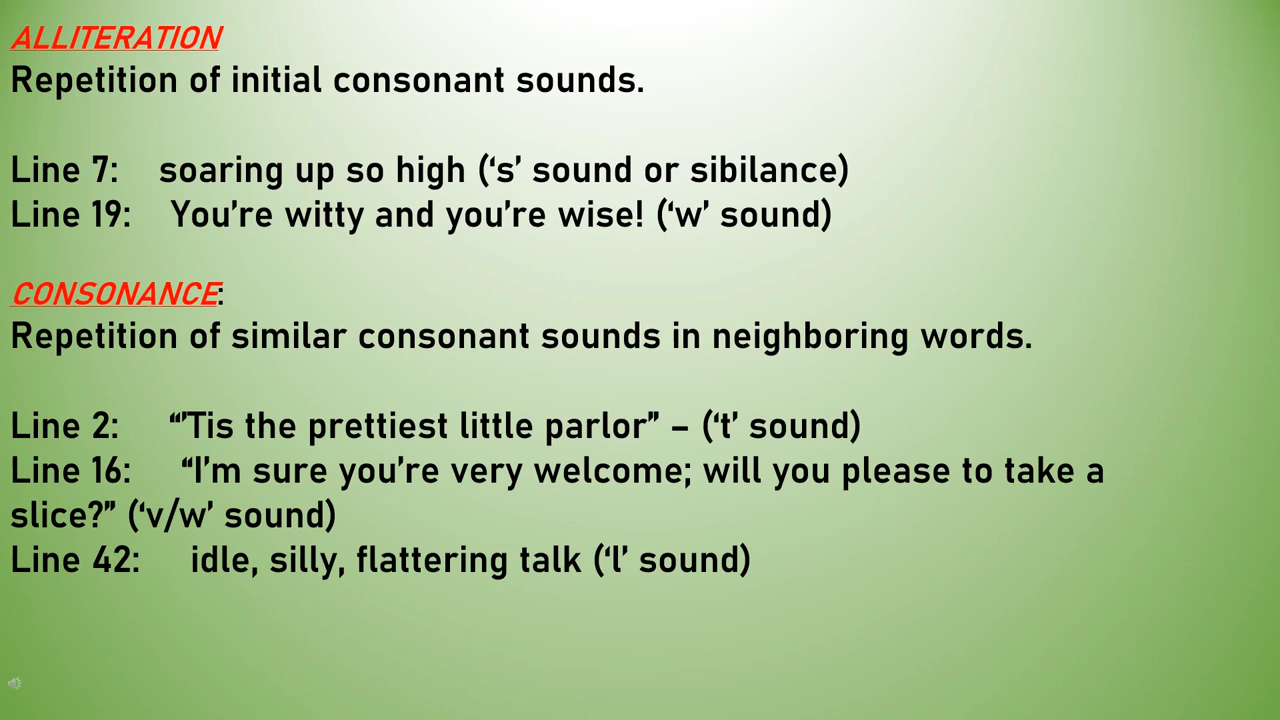 ALLITERATION
Repetition of initial consonant sounds.
Line 7: soaring up so high (‘s’ sound or sibilance)
Line 19: You’re witty and you’re wise! (‘w’ sound)
CONSONANCE:
Repetition of similar consonant sounds in neighboring words.
Line 2: “’Tis the prettiest little parlor” – (‘t’ sound)
Line 16: “I’m sure you’re very welcome; will you please to take a
slice?” (‘v/w’ sound)
Line 42: idle, silly, flattering talk (‘l’ sound)